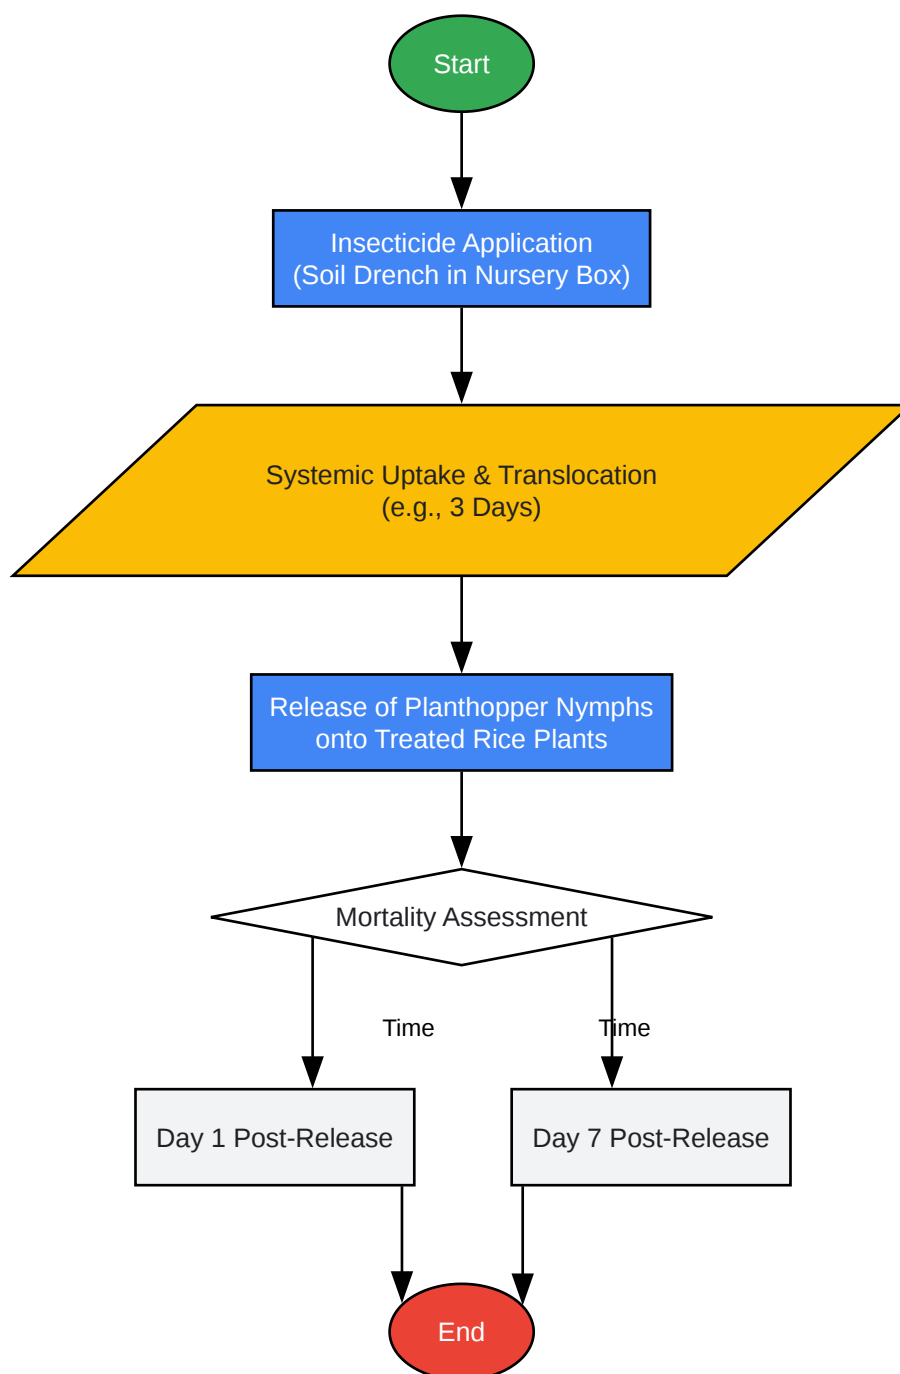 Start
Insecticide Application
(Soil Drench in Nursery Box)
Systemic Uptake & Translocation
(e.g., 3 Days)
Release of Planthopper Nymphs
onto Treated Rice Plants
Mortality Assessment
Time
Time
Day 1 Post-Release
Day 7 Post-Release
End